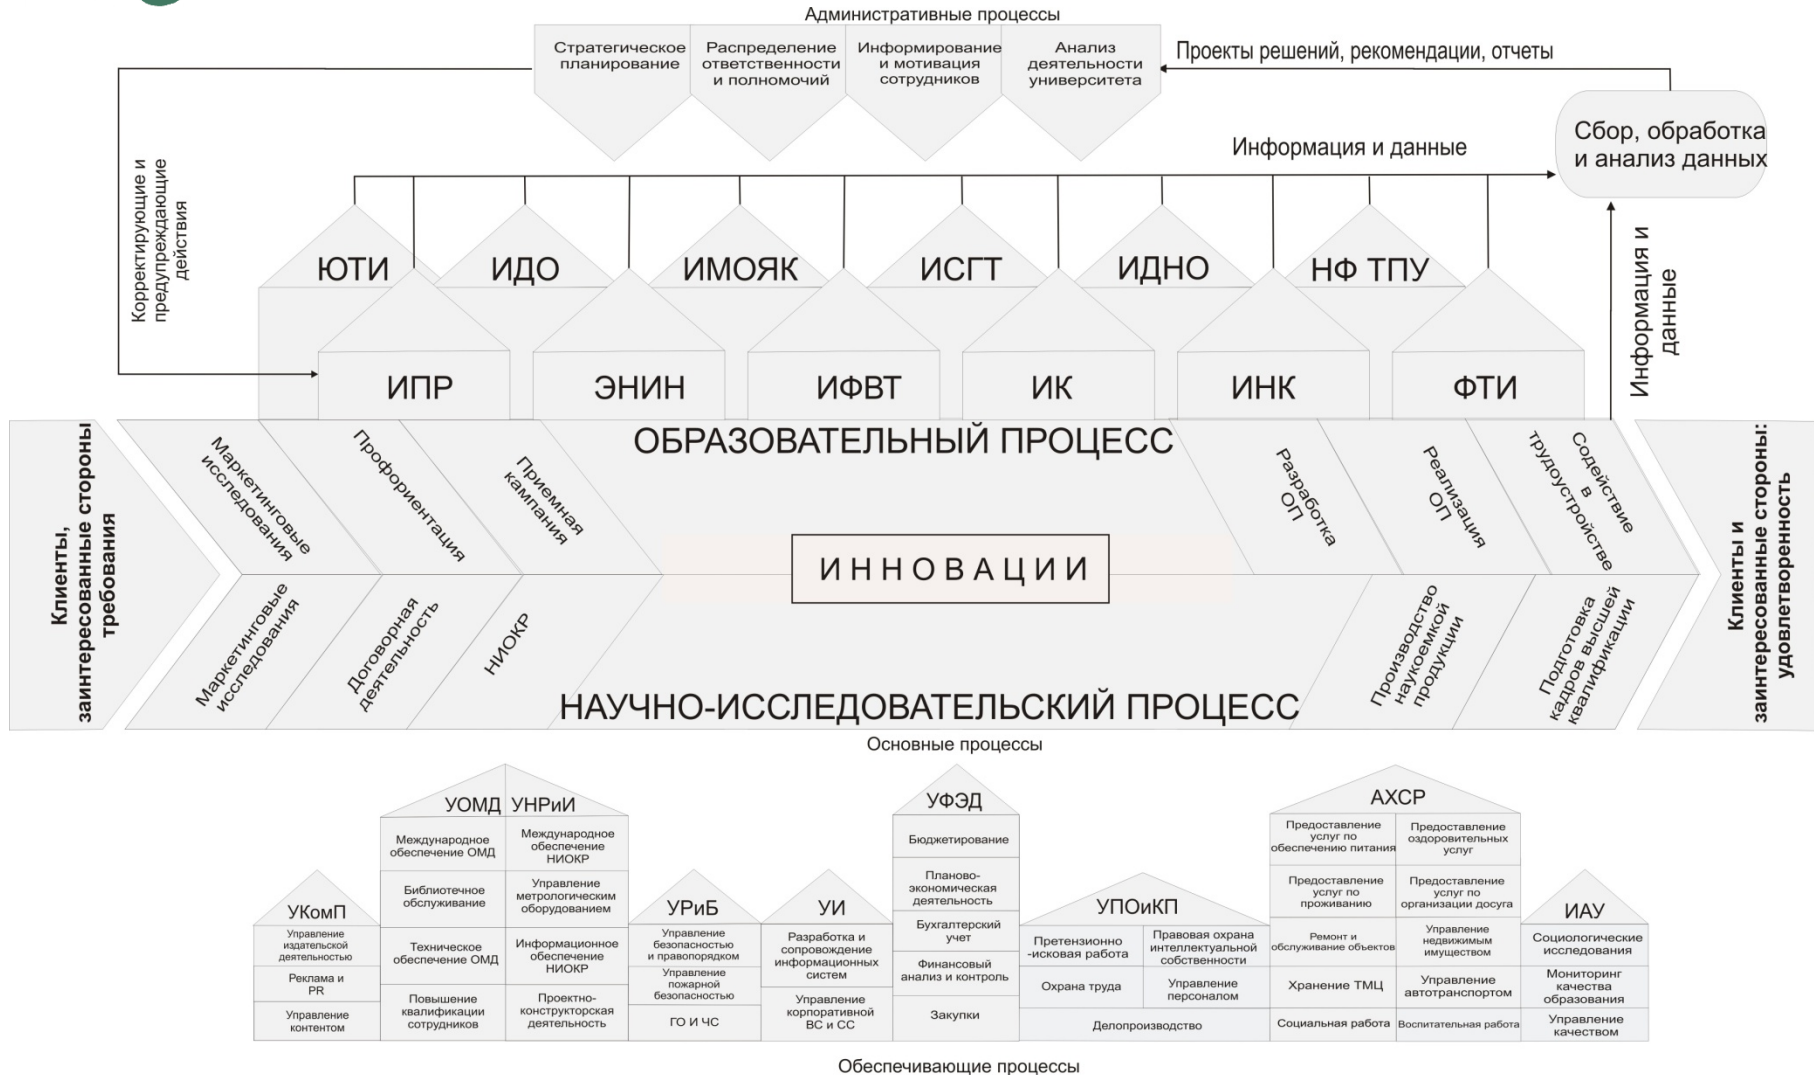 Административные процессы
Стратегическое
планирование
Распределение
ответственности
и полномочий
Информирование
и мотивация
сотрудников
Анализ
деятельности
университета
Проекты решений, рекомендации, отчеты
Сбор, обработка
и анализ данных
Информация и данные
Корректирующие и
предупреждающие
действия
Информация и
данные
ЮТИ
ИДО
ИМОЯК
ИСГТ
ИДНО
НФ ТПУ
ИПР
ЭНИН
ИФВТ
ИК
ИНК
ФТИ
Клиенты,
заинтересованные стороны
требования
ОБРАЗОВАТЕЛЬНЫЙ ПРОЦЕСС
Маркетинговые
исследования
Профориентация
Приемная
кампания
Разработка
ОП
Реализация
ОП
Содействие
в
трудоустройстве
ИННОВАЦИИ
Маркетинговые
исследования
Договорная
деятельность
НИОКР
Производство
наукоемкой
продукции
Подготовка
кадров высшей
квалификации
НАУЧНО-ИССЛЕДОВАТЕЛЬСКИЙ ПРОЦЕСС
Клиенты и
заинтересованные стороны:
удовлетворенность
Основные процессы
УКомП
Управление
издательской
деятельностью
Реклама и
PR
Управление
контентом
УОМД
Международное
обеспечение ОМД
Библиотечное
обслуживание
Техническое
обеспечение ОМД
Повышение
квалификации
сотрудников
УНРиИ
Международное
обеспечение
НИОКР
Управление
метрологическим
оборудованием
Информационное
обеспечение
НИОКР
Проектно-
конструкторская
деятельность
УРиБ
Управление
безопасностью
и правопорядком
Управление
пожарной
безопасностью
ГО И ЧС
УИ
Разработка и
сопровождение
информационных
систем
Управление
корпоративной
ВС и СС
УФЭД
Бюджетирование
Планово-
экономическая
деятельность
Бухгалтерский
учет
Финансовый
анализ и контроль
Закупки
УПОиКП
Претензионно
-исковая работа
Правовая охрана
интеллектуальной
собственности
Охрана труда
Управление
персоналом
Делопроизводство
АХСР
Предоставление
услуг по
обеспечению питания
Предоставление
оздоровительных
услуг
Предоставление
услуг по
проживанию
Предоставление
услуг по
организации досуга
Ремонт и
обслуживание объектов
Управление
недвижимым
имуществом
Хранение ТМЦ
Управление
автотранспортом
Социальная работа
Воспитательная работа
ИАУ
Социологические
исследования
Мониторинг
качества
образования
Управление
качеством
Обеспечивающие процессы